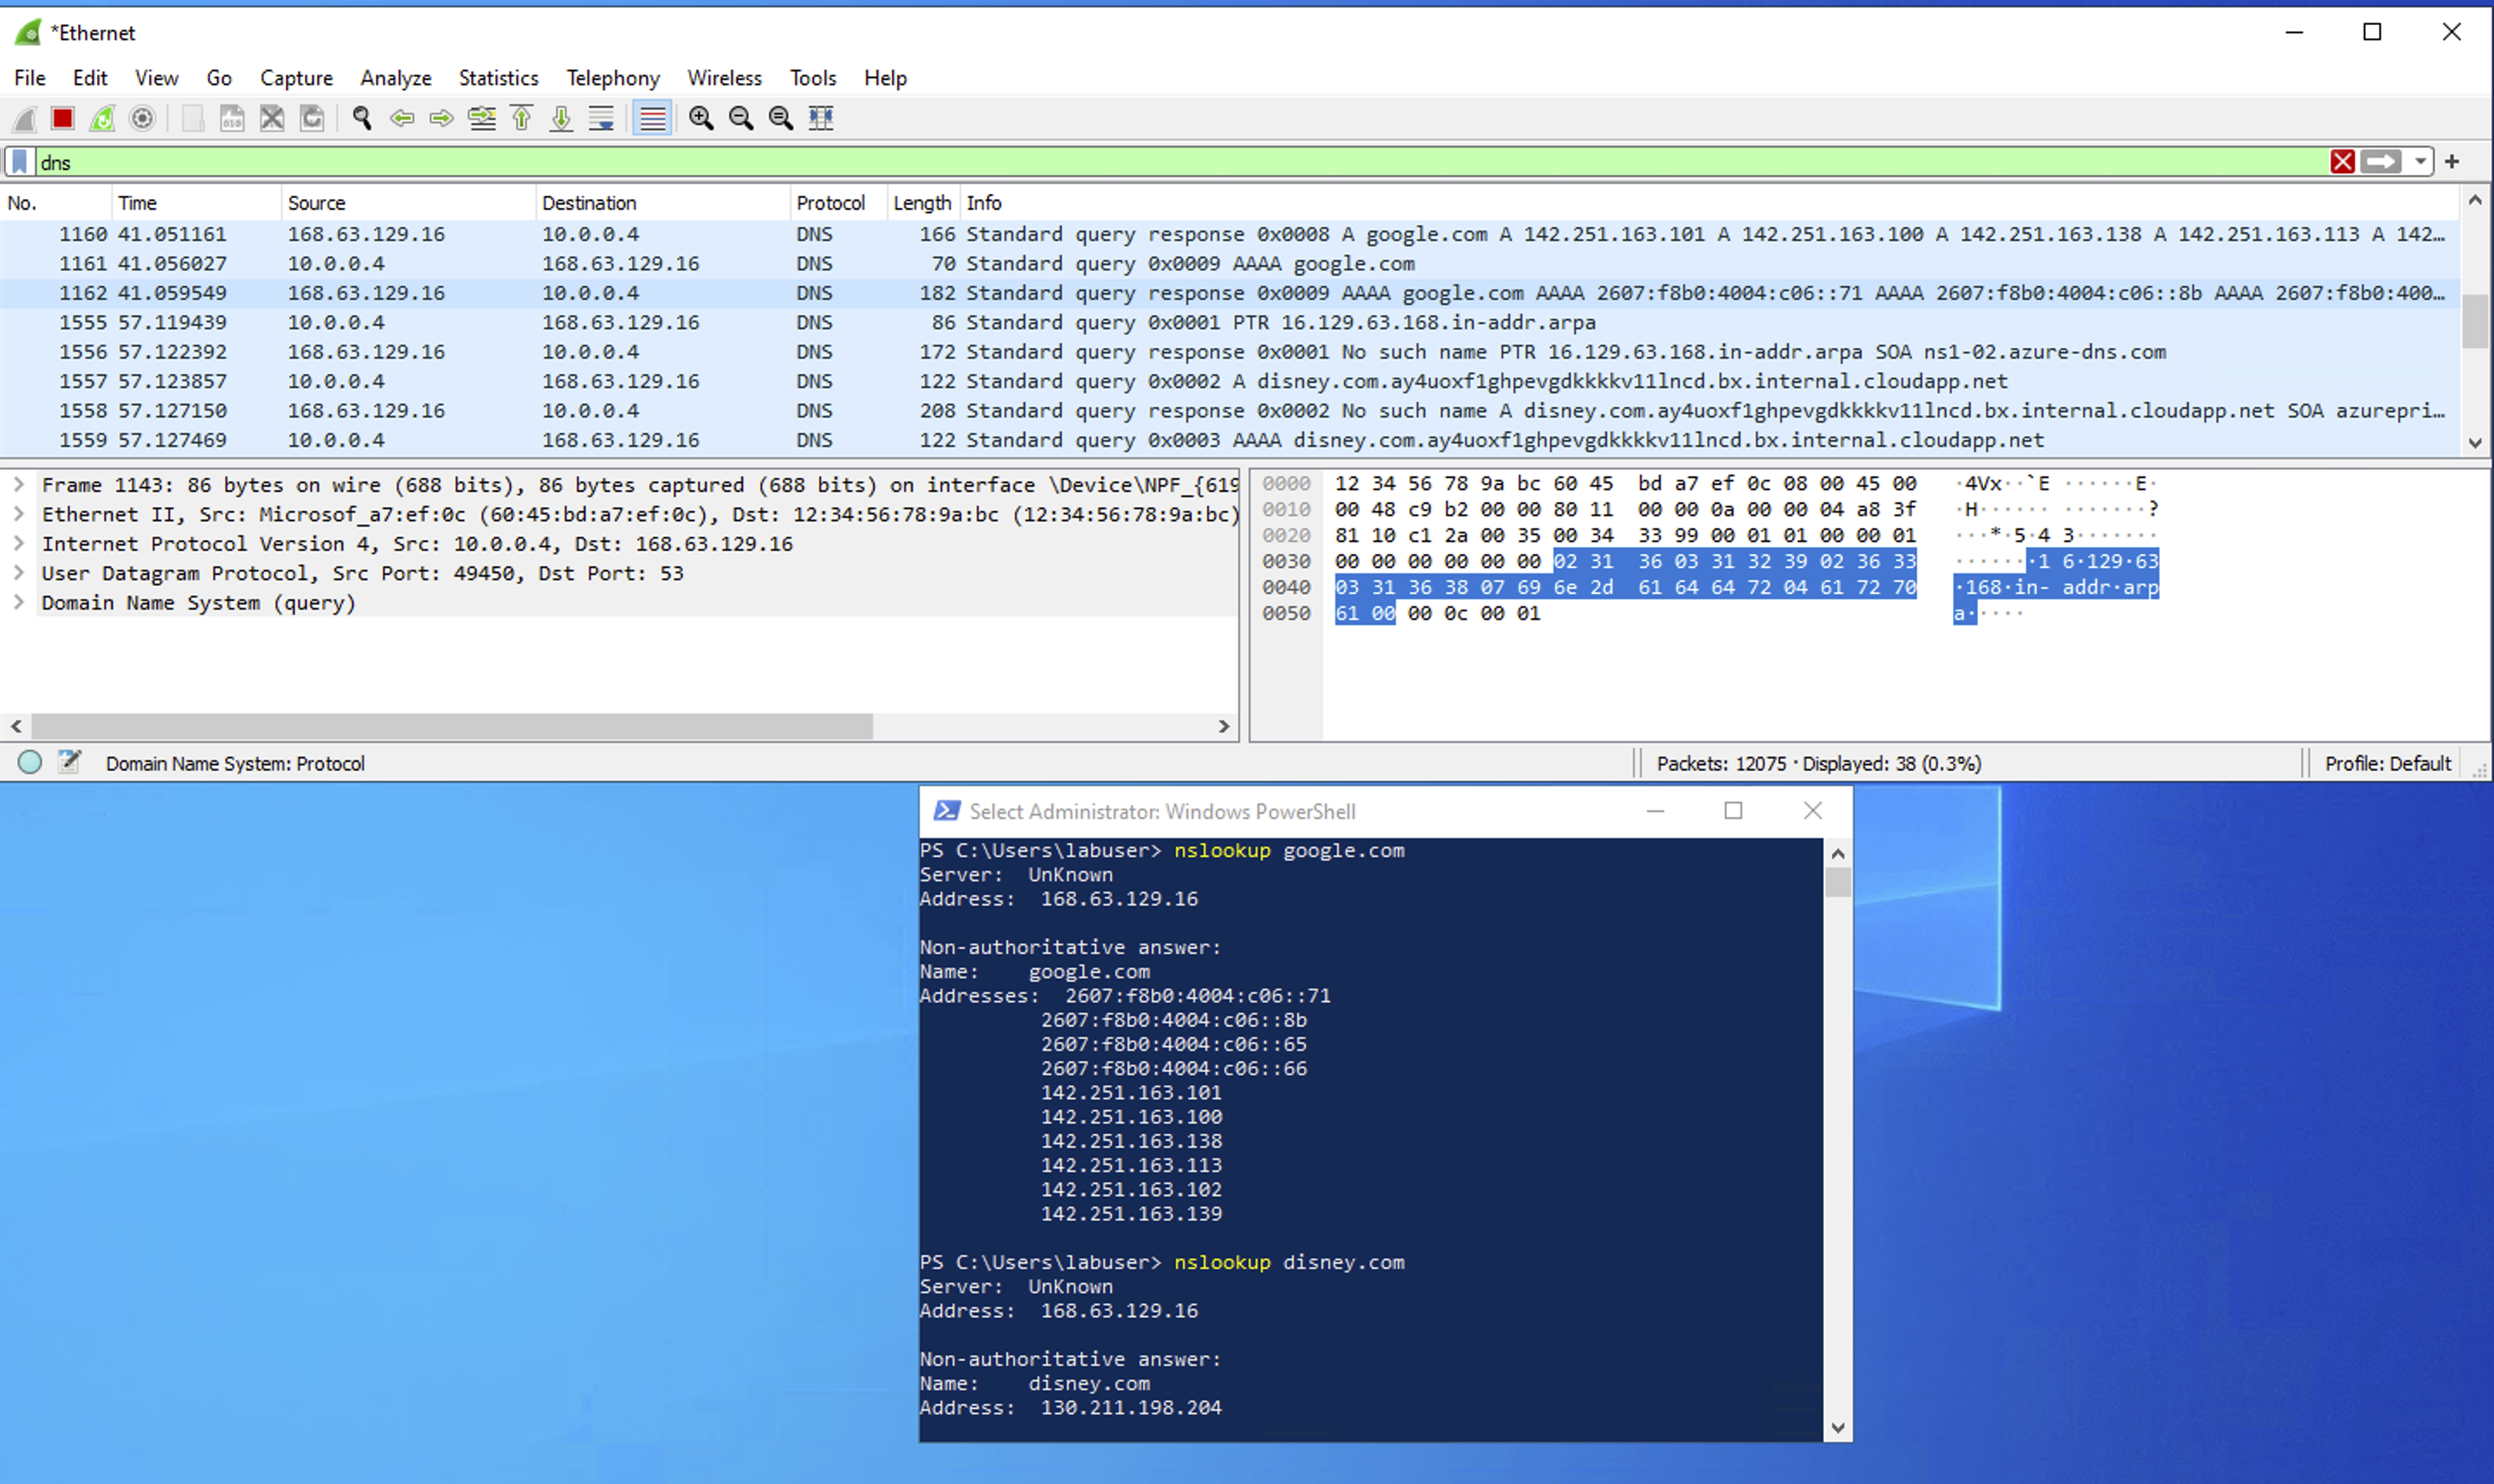 *Ethernet
File Edit View Go Capture Analyze Statistics Telephony Wireless Tools Help
dns
No. Time Source Destination Protocol Length Info
1160 41.051161 168.63.129.16 10.0.0.4 DNS 166 Standard query response 0x0008 A google.com A 142.251.163.101 A 142.251.163.100 A 142.251.163.138 A 142.251.163.113 A 142...
1161 41.056027 10.0.0.4 168.63.129.16 DNS 70 Standard query 0x0009 AAAA google.com
1162 41.059549 168.63.129.16 10.0.0.4 DNS 182 Standard query response 0x0009 AAAA google.com AAAA 2607:f8b0:4004:c06::71 AAAA 2607:f8b0:4004:c06::8b AAAA 2607:f8b0:400...
1555 57.119439 10.0.0.4 168.63.129.16 DNS 86 Standard query 0x0001 PTR 16.129.63.168.in-addr.arpa
1556 57.122392 168.63.129.16 10.0.0.4 DNS 172 Standard query response 0x0001 No such name PTR 16.129.63.168.in-addr.arpa SOA ns1-02.azure-dns.com
1557 57.123857 10.0.0.4 168.63.129.16 DNS 122 Standard query 0x0002 A disney.com.ay4uoxf1ghpevgdkkkkv11lncd.bx.internal.cloudapp.net
1558 57.127150 168.63.129.16 10.0.0.4 DNS 208 Standard query response 0x0002 No such name A disney.com.ay4uoxf1ghpevgdkkkkv11lncd.bx.internal.cloudapp.net SOA azurepri...
1559 57.127469 10.0.0.4 168.63.129.16 DNS 122 Standard query 0x0003 AAAA disney.com.ay4uoxf1ghpevgdkkkkv11lncd.bx.internal.cloudapp.net
Frame 1143: 86 bytes on wire (688 bits), 86 bytes captured (688 bits) on interface \Device\NPF_{619
Ethernet II, Src: Microsof_a7:ef:0c (60:45:bd:a7:ef:0c), Dst: 12:34:56:78:9a:bc (12:34:56:78:9a:bc)
Internet Protocol Version 4, Src: 10.0.0.4, Dst: 168.63.129.16
User Datagram Protocol, Src Port: 49450, Dst Port: 53
Domain Name System (query)
0000 12 34 56 78 9a bc 60 45 bd a7 ef 0c 08 00 45 00 ·4Vx··`E ······E·
0010 00 48 c9 b2 00 00 80 11 00 00 0a 00 00 04 a8 3f ·H······ ·······?
0020 81 10 c1 2a 00 35 00 34 33 99 00 01 01 00 00 01 ···*·5·4 3·······
0030 00 00 00 00 00 00 02 31 36 03 31 32 39 02 36 33 ·······1 6·129·63
0040 03 31 36 38 07 69 6e 2d 61 64 64 72 04 61 72 70 ·168·in- addr·arp
0050 61 00 00 0c 00 01 a·····
Domain Name System: Protocol
Packets: 12075 · Displayed: 38 (0.3%)
Profile: Default
Select Administrator: Windows PowerShell
PS C:\Users\labuser> nslookup google.com
Server:  UnKnown
Address:  168.63.129.16
Non-authoritative answer:
Name:    google.com
Addresses:  2607:f8b0:4004:c06::71
2607:f8b0:4004:c06::8b
2607:f8b0:4004:c06::65
2607:f8b0:4004:c06::66
142.251.163.101
142.251.163.100
142.251.163.138
142.251.163.113
142.251.163.102
142.251.163.139
PS C:\Users\labuser> nslookup disney.com
Server:  UnKnown
Address:  168.63.129.16
Non-authoritative answer:
Name:    disney.com
Address:  130.211.198.204